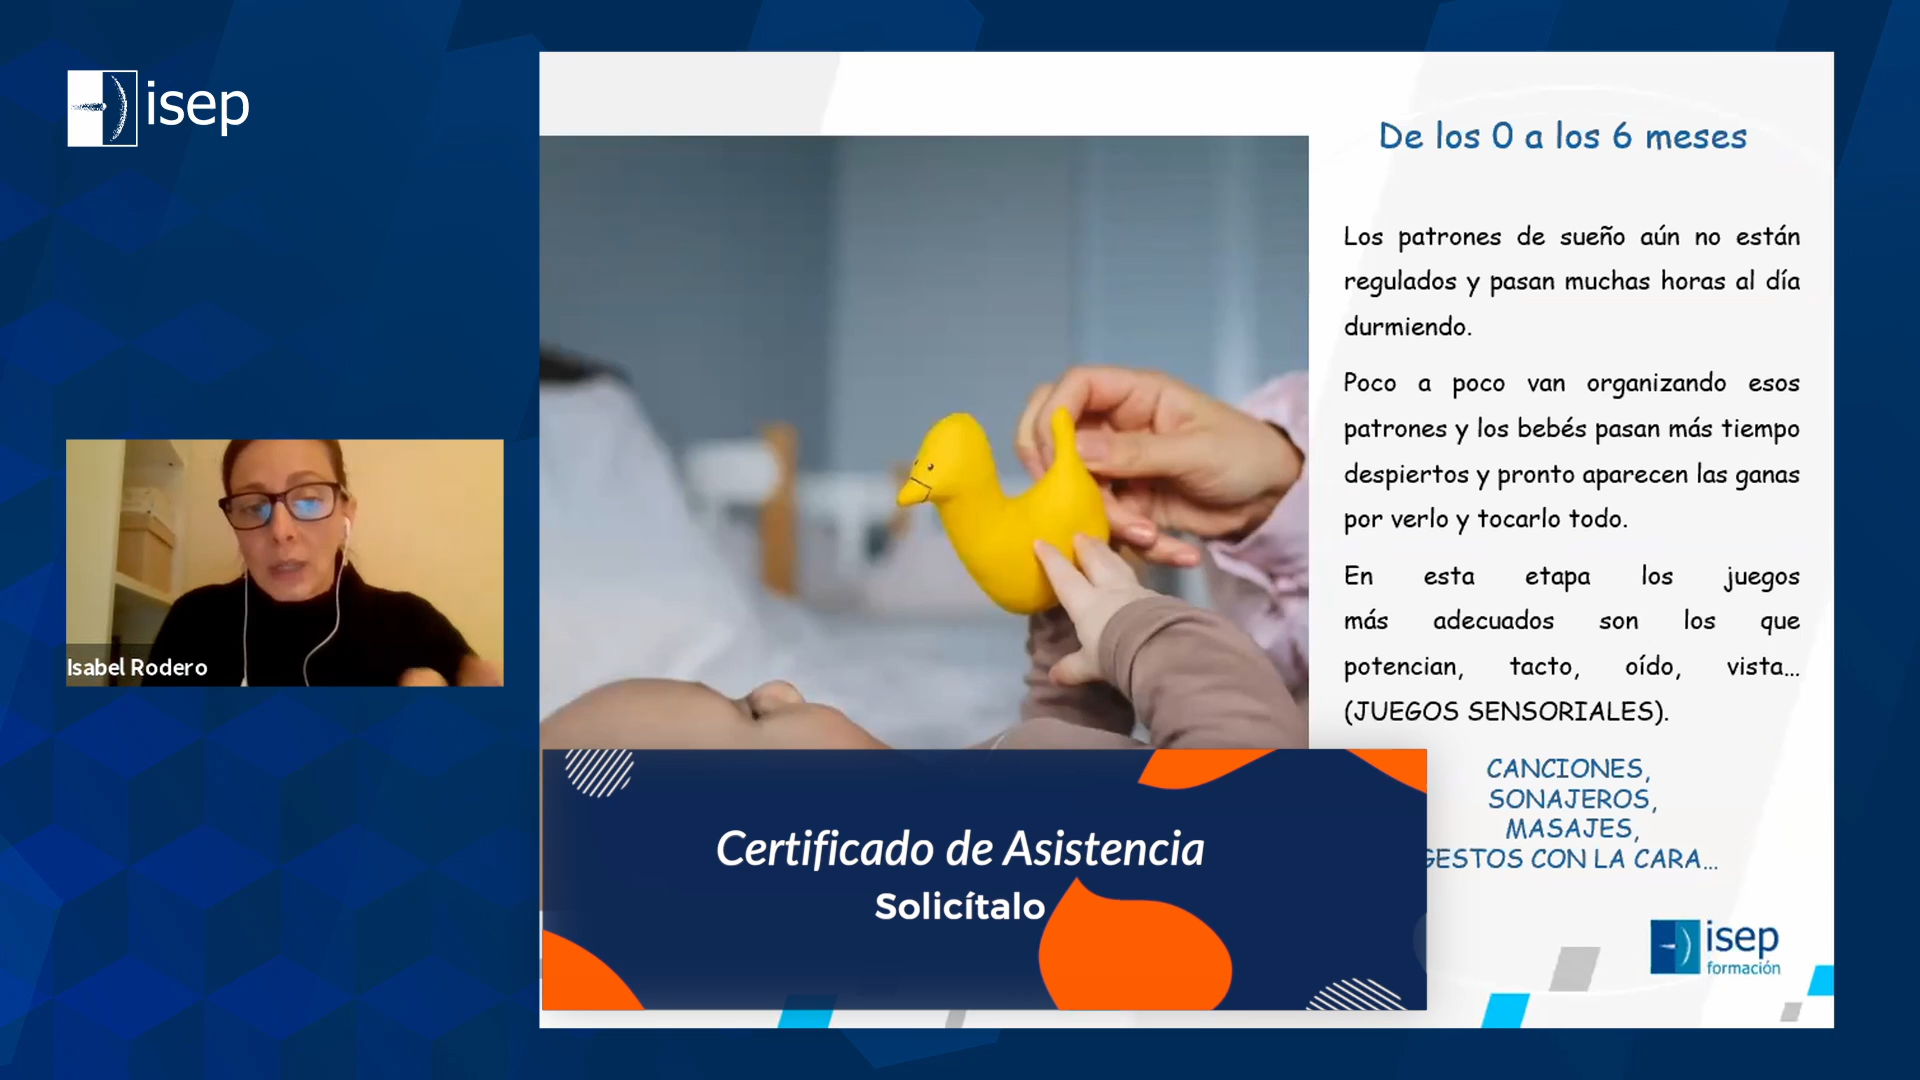 isep
De los 0 a los 6 meses
Los patrones de sueño aún no están
regulados y pasan muchas horas al día
durmiendo.
Poco a poco van organizando esos
patrones y los bebés pasan más tiempo
despiertos y pronto aparecen las ganas
por verlo y tocarlo todo.
En esta etapa los juegos
más adecuados son los que
potencian, tacto, oído, vista...
(JUEGOS SENSORIALES).
CANCIONES,
SONAJEROS,
MASAJES,
GESTOS CON LA CARA...
Isabel Rodero
Certificado de Asistencia
Solicítalo
isep
formación